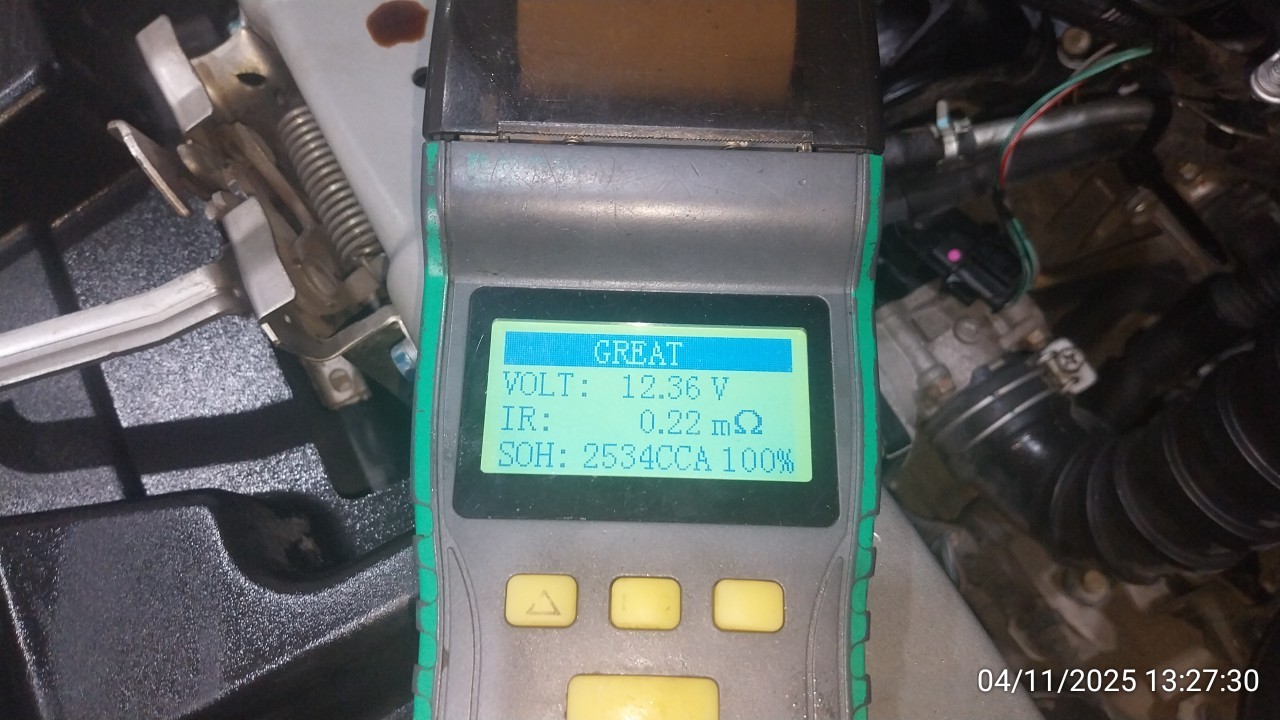 GREAT
VOLT: 12.36 V
IR: 0.22 mΩ
SOH: 2534CCA 100%
04/11/2025 13:27:30